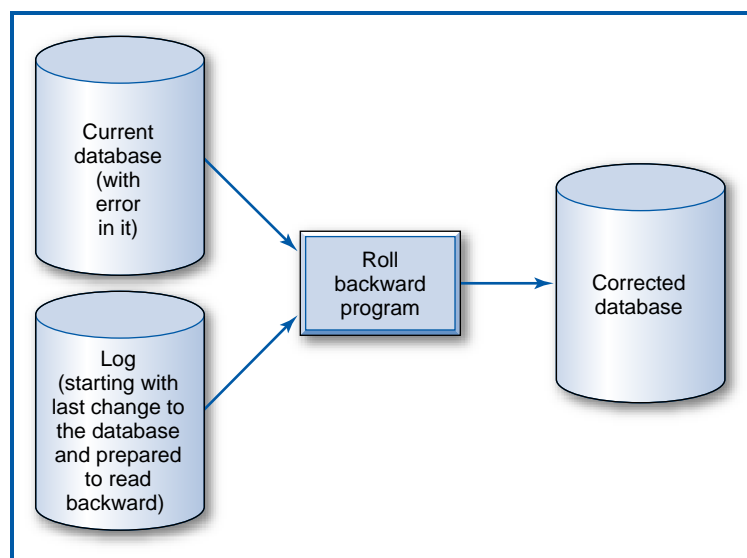 Current
database
(with
error
in it)
Log
(starting with
last change to
the database
and prepared
to read
backward)
Roll
backward
program
Corrected
database